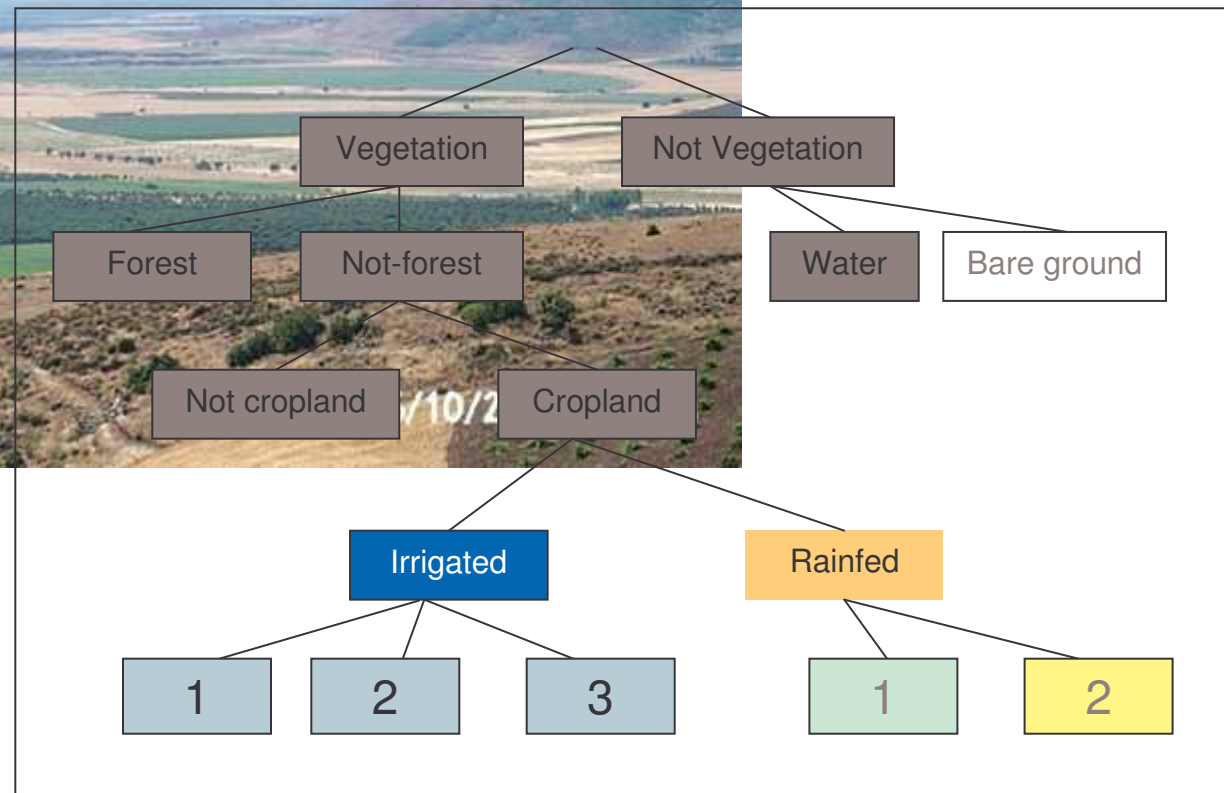 Vegetation
Not Vegetation
Forest
Not-forest
Water
Bare ground
Not cropland
/10/2
Cropland
Irrigated
Rainfed
1
2
3
1
2